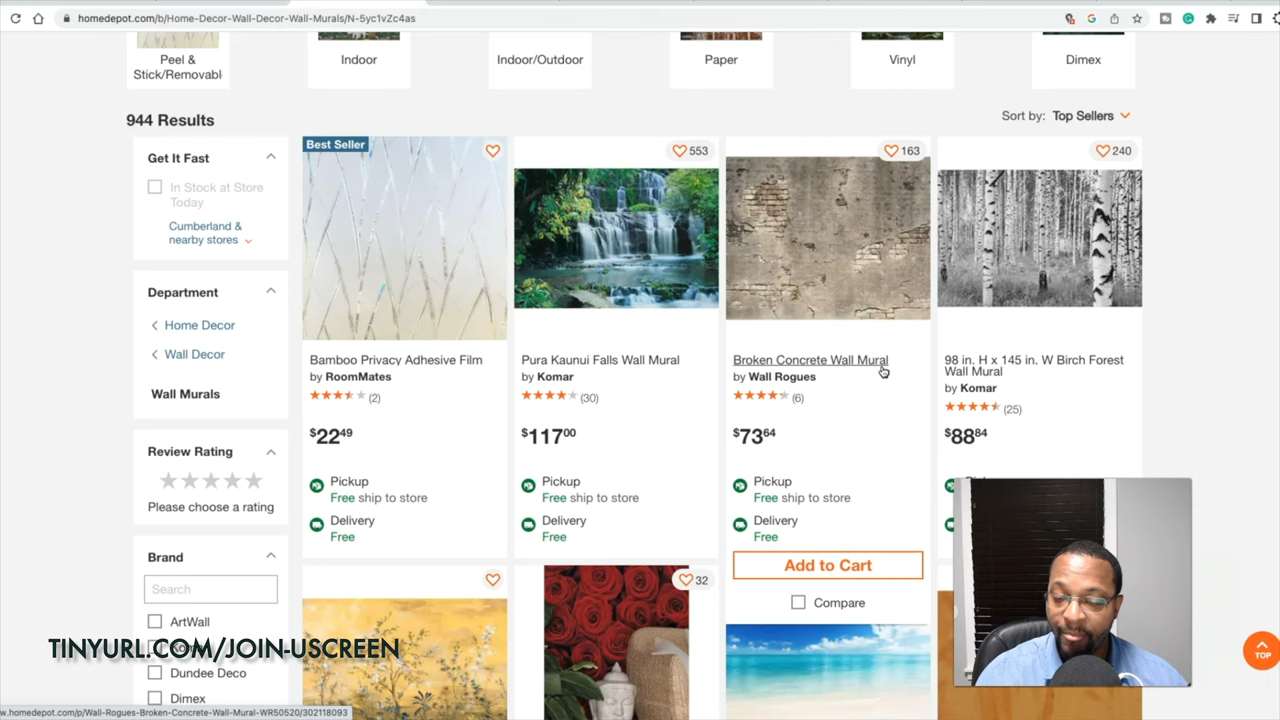 homedepot.com/b/Home-Decor-Wall-Decor-Wall-Murals/N-5yc1vZc4as
Peel &
Stick/Removabl
Indoor
Indoor/Outdoor
Paper
Vinyl
Dimex
944 Results
Sort by: Top Sellers
Get It Fast
In Stock at Store
Today
Cumberland &
nearby stores
Department
Home Decor
Wall Decor
Wall Murals
Review Rating
Please choose a rating
Brand
Search
ArtWall
Dundee Deco
Dimex
Best Seller
Bamboo Privacy Adhesive Film
by RoomMates
(2)
$22 49
Pickup
Free ship to store
Delivery
Free
553
Pura Kaunui Falls Wall Mural
by Komar
(30)
$117 00
Pickup
Free ship to store
Delivery
Free
163
Broken Concrete Wall Mural
by Wall Rogues
(6)
$73 64
Pickup
Free ship to store
Delivery
Free
Add to Cart
Compare
240
98 in. H x 145 in. W Birch Forest
Wall Mural
by Komar
(25)
$88 84
32
TOP
TINYURL.COM/JOIN-USCREEN
w.homedepot.com/p/Wall-Rogues-Broken-Concrete-Wall-Mural-WR50520/302118093